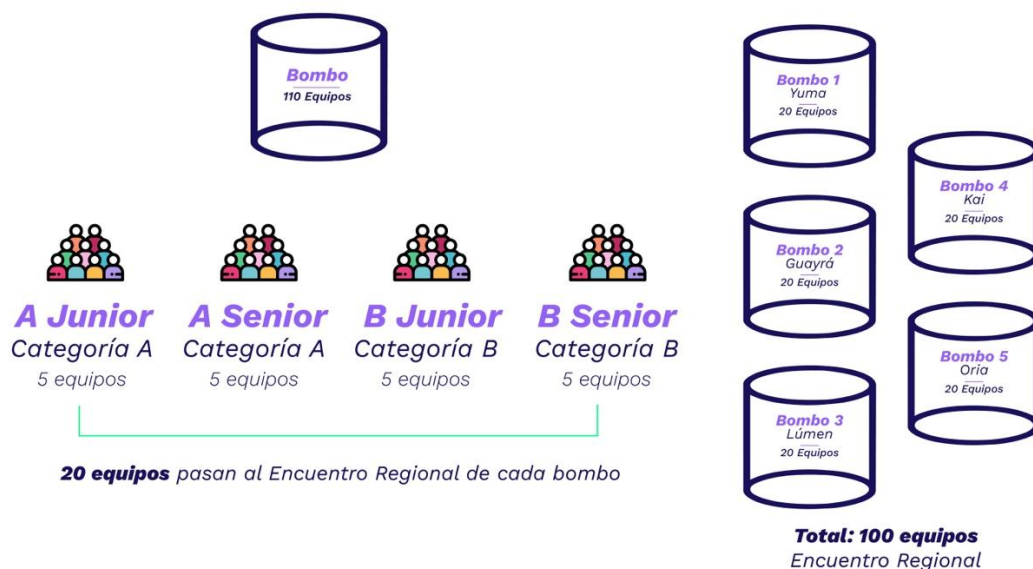 Bombo
110 Equipos
A Junior
Categoría A
5 equipos
A Senior
Categoría A
5 equipos
B Junior
Categoría B
5 equipos
B Senior
Categoría B
5 equipos
20 equipos pasan al Encuentro Regional de cada bombo
Bombo 1
Yuma
20 Equipos
Bombo 2
Guayrá
20 Equipos
Bombo 3
Lúmen
20 Equipos
Bombo 4
Kai
20 Equipos
Bombo 5
Oria
20 Equipos
Total: 100 equipos
Encuentro Regional